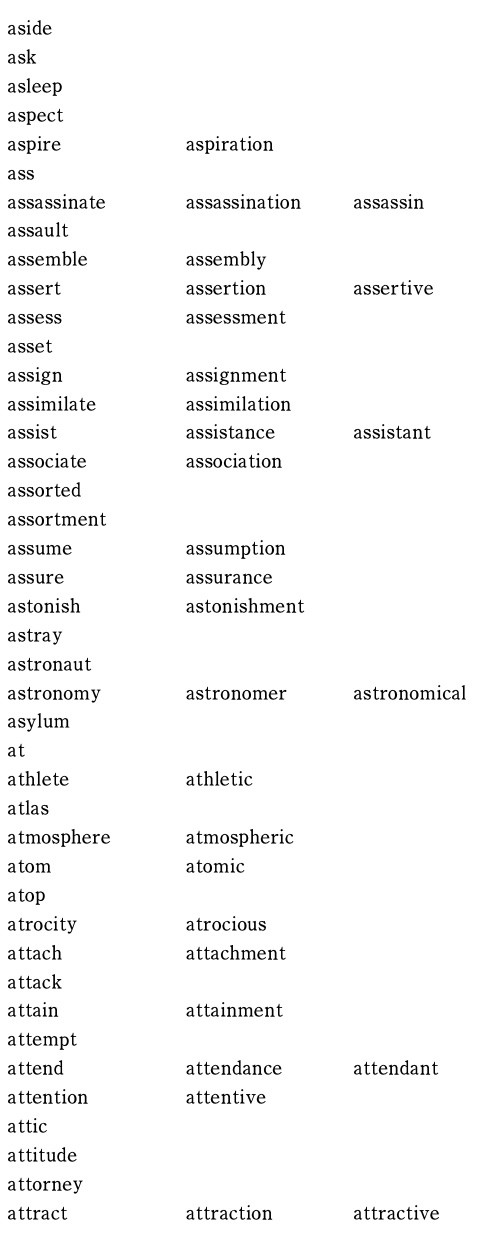 aside
ask
asleep
aspect
aspire aspiration
ass
assassinate assassination assassin
assault
assemble assembly
assert assertion assertive
assess assessment
asset
assign assignment
assimilate assimilation
assist assistance assistant
associate association
assorted
assortment
assume assumption
assure assurance
astonish astonishment
astray
astronaut
astronomy astronomer astronomical
asylum
at
athlete athletic
atlas
atmosphere atmospheric
atom atomic
atop
atrocity atrocious
attach attachment
attack
attain attainment
attempt
attend attendance attendant
attention attentive
attic
attitude
attorney
attract attraction attractive